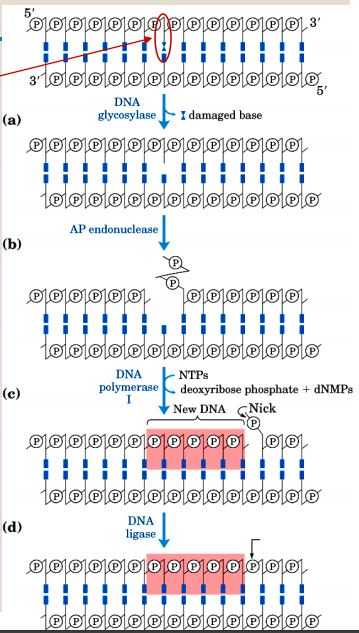 5′
P P P P P P P P P P P P P P 3′
3′ P P P P P P P P P P P P P P
5′
DNA
glycosylase
damaged base
(a)
P P P P P P P P P P P P P P
P P P P P P P P P P P P P P
AP endonuclease
(b)
P
P
P P P P P P P P P P P P
P P P P P P P P P P P P P P
DNA
polymerase
I
NTPs
deoxyribose phosphate + dNMPs
(c)
New DNA
Nick
P
P P P P P P P P P P P P P P
P P P P P P P P P P P P P P
(d)
DNA
ligase
P P P P P P P P P P P P P P
P P P P P P P P P P P P P P